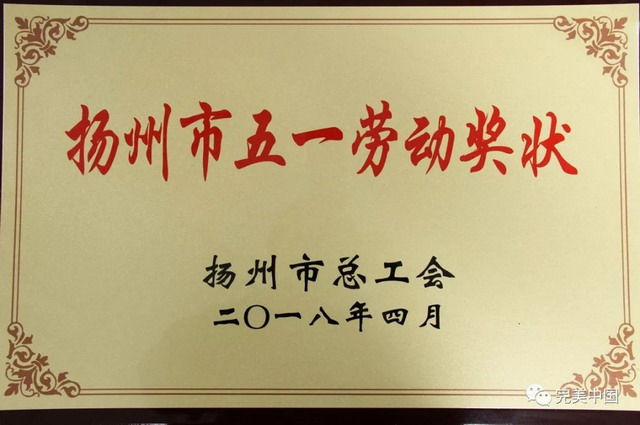 扬州市五一劳动奖状
扬州市总工会
二〇一八年四月
完美中国